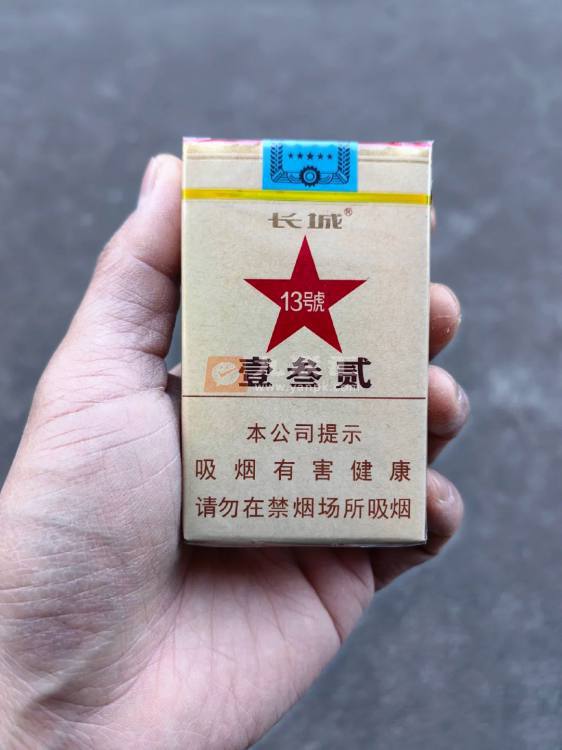 长城®
13號
壹叁贰
本公司提示
吸烟有害健康
请勿在禁烟场所吸烟